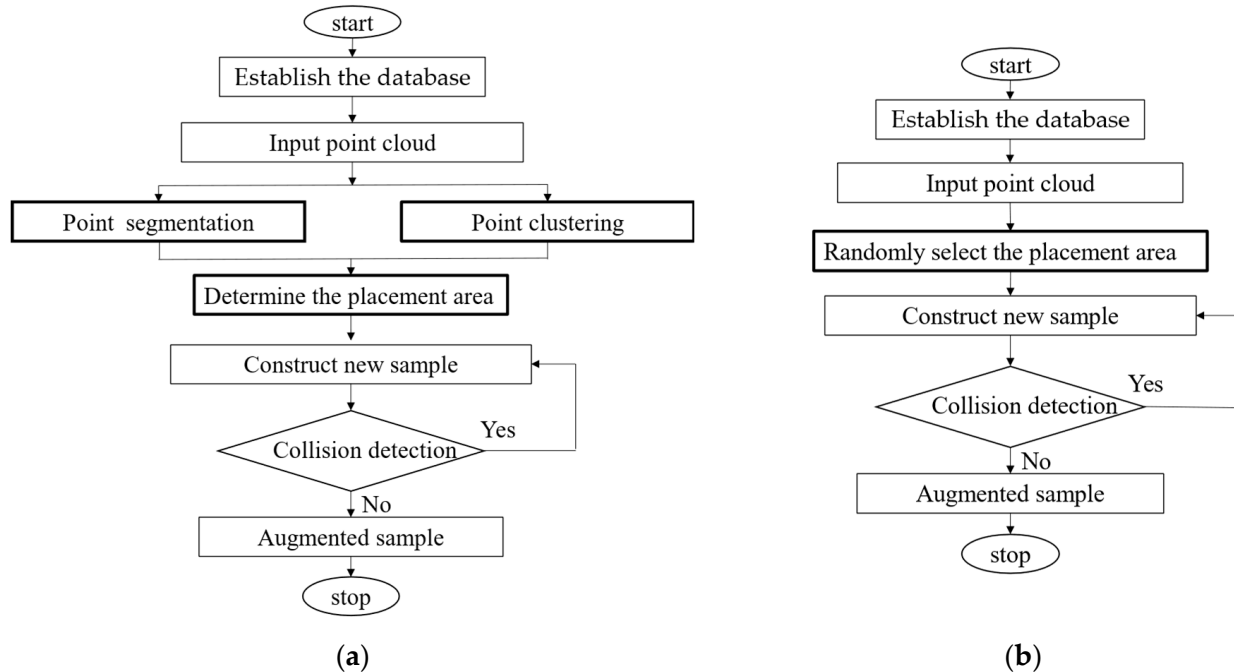 start
Establish the database
Input point cloud
Point segmentation
Point clustering
Determine the placement area
Construct new sample
Collision detection
Yes
No
Augmented sample
stop
(a)
start
Establish the database
Input point cloud
Randomly select the placement area
Construct new sample
Collision detection
Yes
No
Augmented sample
stop
(b)